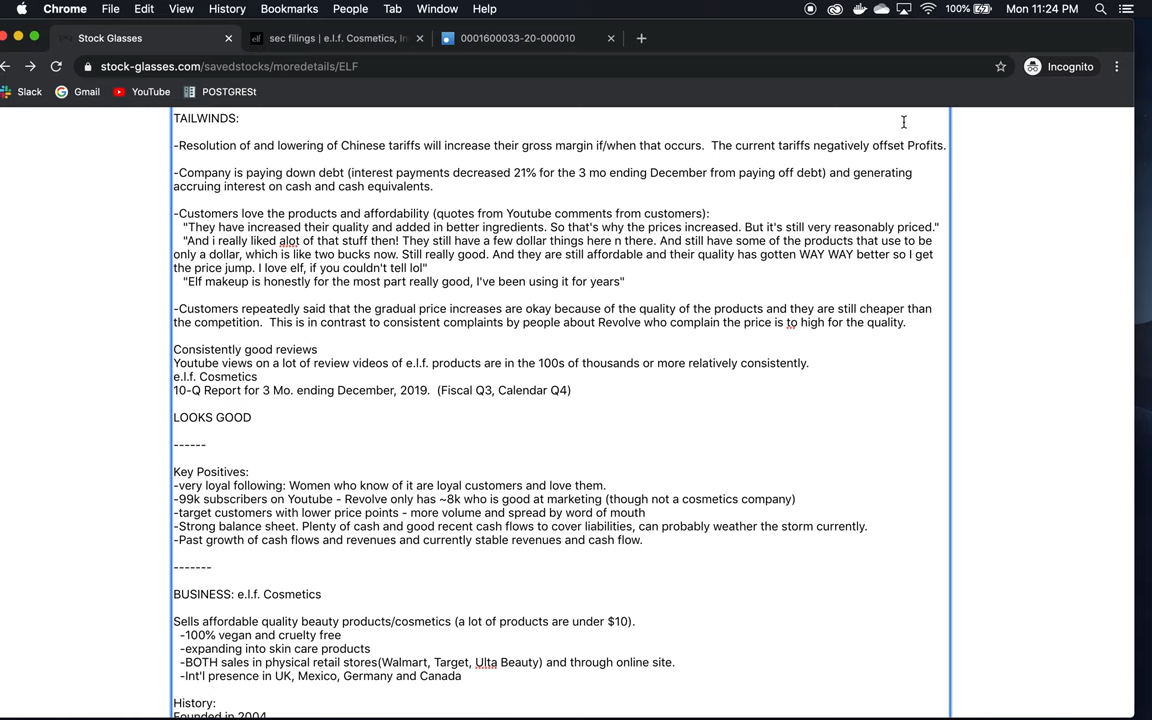 Chrome File Edit View History Bookmarks People Tab Window Help 100% Mon 11:24 PM
Stock Glasses sec filings | e.l.f. Cosmetics, In 0001600033-20-000010
stock-glasses.com/savedstocks/moredetails/ELF Incognito
Slack Gmail YouTube POSTGRESt
TAILWINDS:
-Resolution of and lowering of Chinese tariffs will increase their gross margin if/when that occurs.  The current tariffs negatively offset Profits.
-Company is paying down debt (interest payments decreased 21% for the 3 mo ending December from paying off debt) and generating
accruing interest on cash and cash equivalents.
-Customers love the products and affordability (quotes from Youtube comments from customers):
"They have increased their quality and added in better ingredients. So that's why the prices increased. But it's still very reasonably priced."
"And i really liked alot of that stuff then! They still have a few dollar things here n there. And still have some of the products that use to be
only a dollar, which is like two bucks now. Still really good. And they are still affordable and their quality has gotten WAY WAY better so I get
the price jump. I love elf, if you couldn't tell lol"
"Elf makeup is honestly for the most part really good, I've been using it for years"
-Customers repeatedly said that the gradual price increases are okay because of the quality of the products and they are still cheaper than
the competition.  This is in contrast to consistent complaints by people about Revolve who complain the price is to high for the quality.
Consistently good reviews
Youtube views on a lot of review videos of e.l.f. products are in the 100s of thousands or more relatively consistently.
e.l.f. Cosmetics
10-Q Report for 3 Mo. ending December, 2019.  (Fiscal Q3, Calendar Q4)
LOOKS GOOD
------
Key Positives:
-very loyal following: Women who know of it are loyal customers and love them.
-99k subscribers on Youtube - Revolve only has ~8k who is good at marketing (though not a cosmetics company)
-target customers with lower price points - more volume and spread by word of mouth
-Strong balance sheet. Plenty of cash and good recent cash flows to cover liabilities, can probably weather the storm currently.
-Past growth of cash flows and revenues and currently stable revenues and cash flow.
-------
BUSINESS: e.l.f. Cosmetics
Sells affordable quality beauty products/cosmetics (a lot of products are under $10).
-100% vegan and cruelty free
-expanding into skin care products
-BOTH sales in physical retail stores(Walmart, Target, Ulta Beauty) and through online site.
-Int'l presence in UK, Mexico, Germany and Canada
History:
Founded in 2004